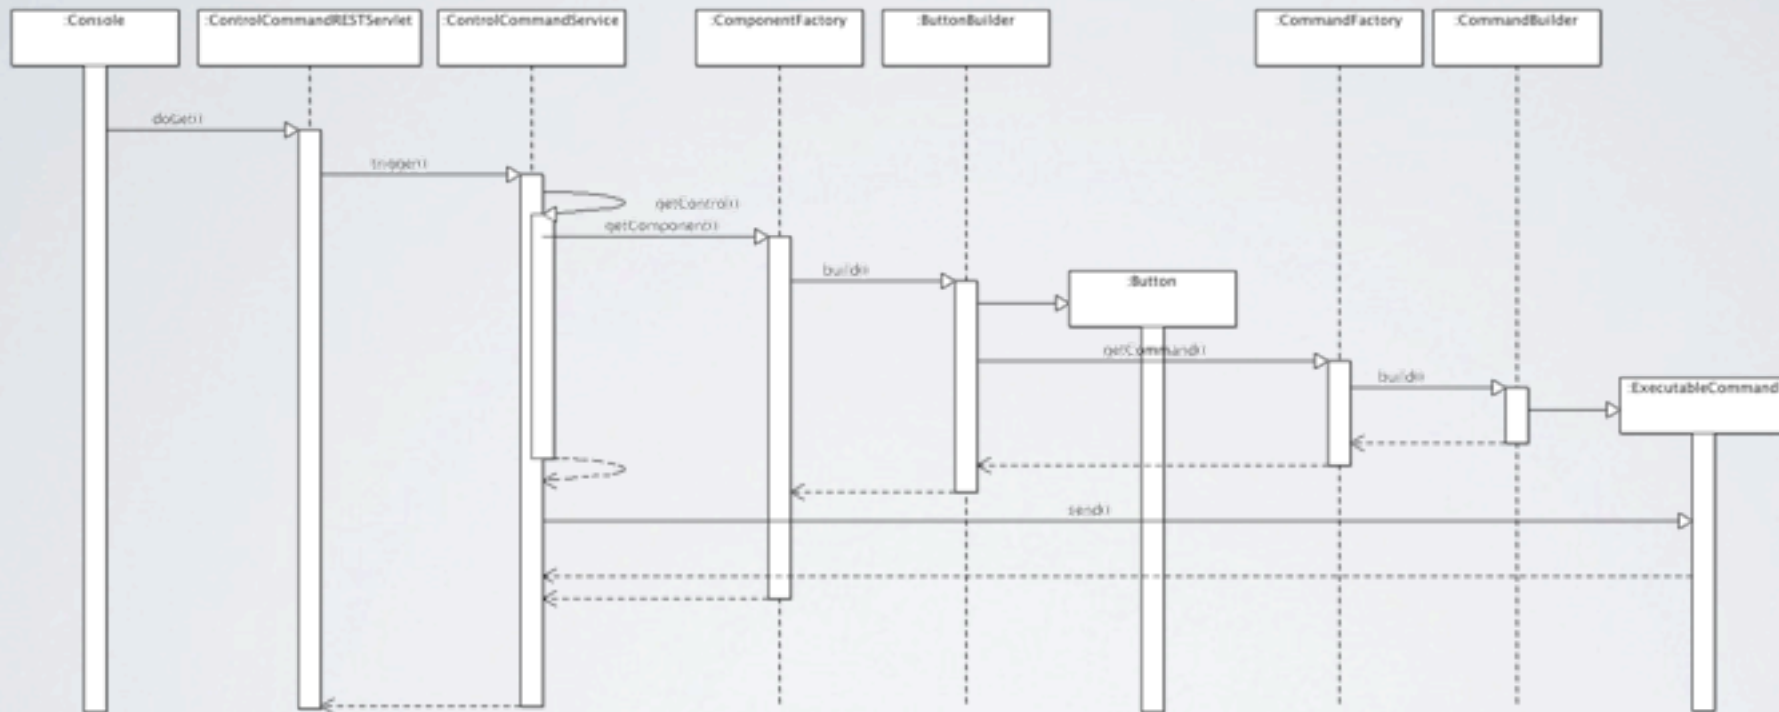 :Console
:ControlCommandRESTServlet
:ControlCommandService
:ComponentFactory
:ButtonBuilder
:CommandFactory
:CommandBuilder
doGet()
trigger()
getControl()
getComponent()
build()
:Button
getCommand()
build()
:ExecutableCommand
send()